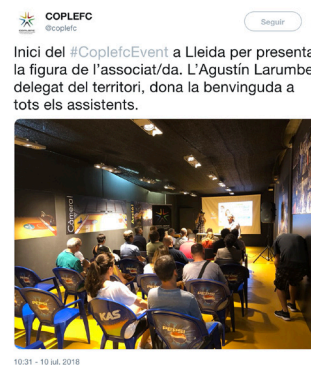 COPLEFC
@coplefc
Seguir
Inici del #CoplefcEvent a Lleida per presenta
la figura de l'associat/da. L'Agustín Larumbe
delegat del territori, dona la benvinguda a
tots els assistents.
KAS
10:31 - 10 jul. 2018